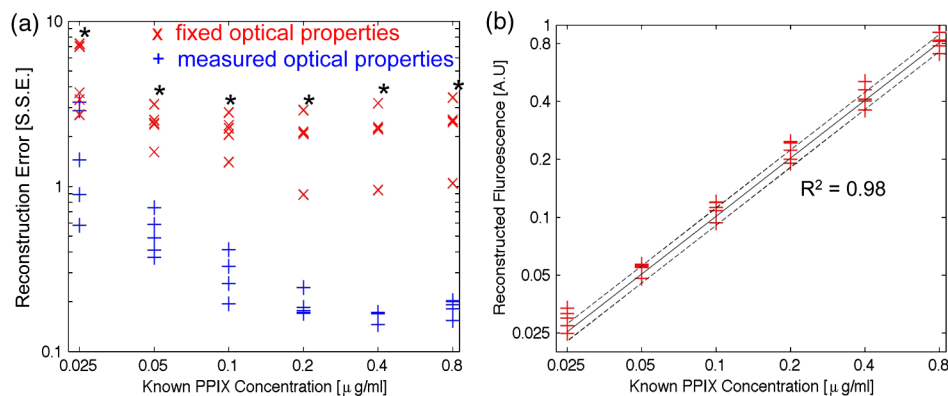 (a)
× fixed optical properties
+ measured optical properties
Reconstruction Error [S.S.E.]
10
1
0.1
* * * * * *
0.025 0.05 0.1 0.2 0.4 0.8
Known PPIX Concentration [μ g/ml]
(b)
Reconstructed Fluroescence [A.U]
1
0.8
0.4
0.2
0.1
0.05
0.025
R² = 0.98
0.025 0.05 0.1 0.2 0.4 0.8
Known PPIX Concentration [μ g/ml]